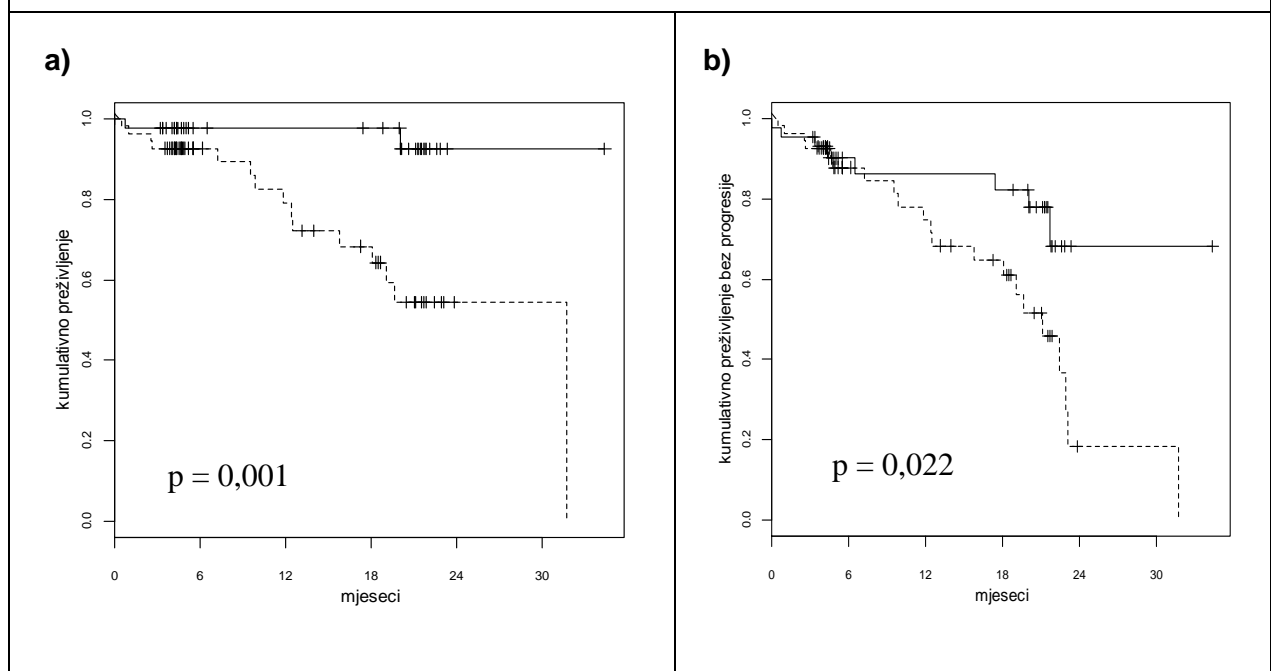 a)
kumulativno preživljenje
1.0
0.8
0.6
0.4
0.2
0.0
p = 0,001
0 6 12 18 24 30
mjeseci
b)
kumulativno preživljenje bez progresije
1.0
0.8
0.6
0.4
0.2
0.0
p = 0,022
0 6 12 18 24 30
mjeseci